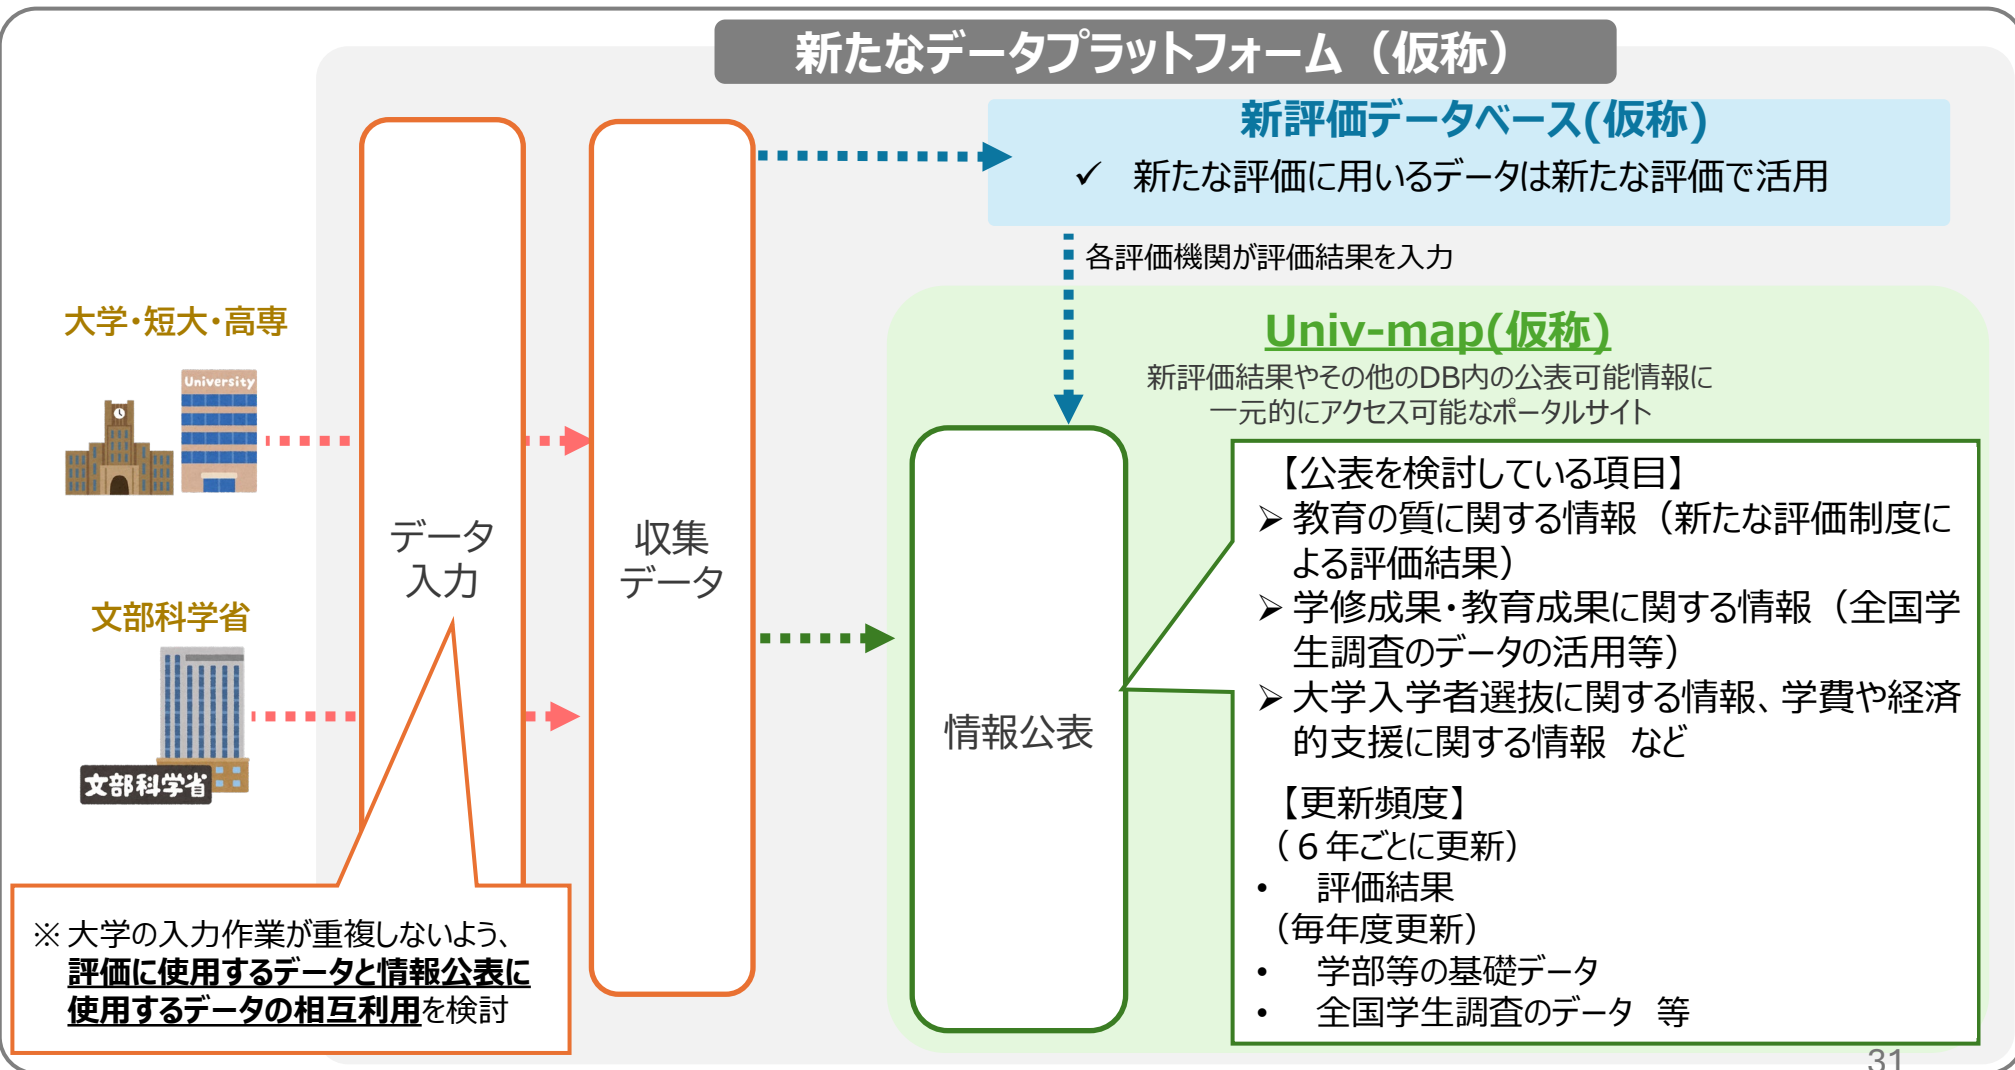 新たなデータプラットフォーム（仮称）
新評価データベース(仮称)
✓ 新たな評価に用いるデータは新たな評価で活用
各評価機関が評価結果を入力
大学・短大・高専
University
文部科学省
文部科学省
データ
入力
収集
データ
※ 大学の入力作業が重複しないよう、
評価に使用するデータと情報公表に
使用するデータの相互利用を検討
Univ-map(仮称)
新評価結果やその他のDB内の公表可能情報に
一元的にアクセス可能なポータルサイト
情報公表
【公表を検討している項目】
➢ 教育の質に関する情報（新たな評価制度に
よる評価結果）
➢ 学修成果・教育成果に関する情報（全国学
生調査のデータの活用等）
➢ 大学入学者選抜に関する情報、学費や経済
的支援に関する情報 など
【更新頻度】
（６年ごとに更新）
• 評価結果
（毎年度更新）
• 学部等の基礎データ
• 全国学生調査のデータ 等
31